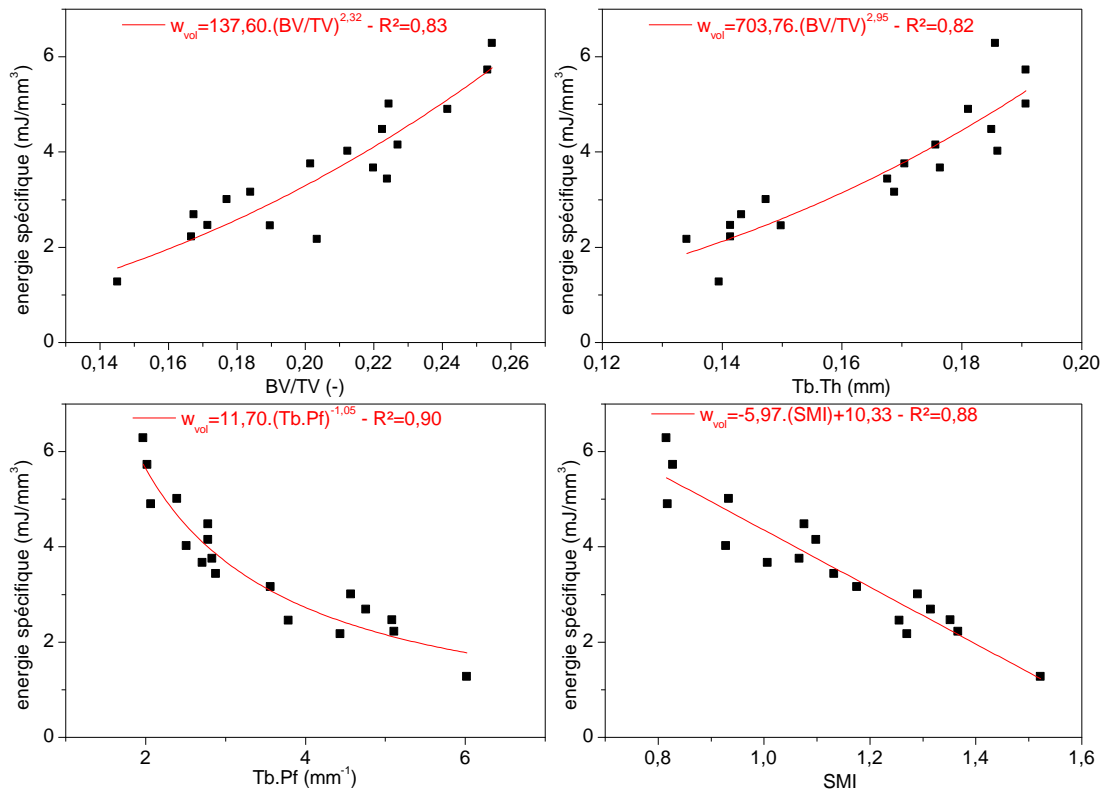 w_vol=137,60.(BV/TV)^2,32 - R²=0,83
energie spécifique (mJ/mm³)
6
4
2
0
0,14 0,16 0,18 0,20 0,22 0,24 0,26
BV/TV (-)
w_vol=703,76.(BV/TV)^2,95 - R²=0,82
energie spécifique (mJ/mm³)
6
4
2
0
0,12 0,14 0,16 0,18 0,20
Tb.Th (mm)
w_vol=11,70.(Tb.Pf)^-1,05 - R²=0,90
energie spécifique (mJ/mm³)
6
4
2
0
2 4 6
Tb.Pf (mm⁻¹)
w_vol=-5,97.(SMI)+10,33 - R²=0,88
energie spécifique (mJ/mm³)
6
4
2
0
0,8 1,0 1,2 1,4 1,6
SMI